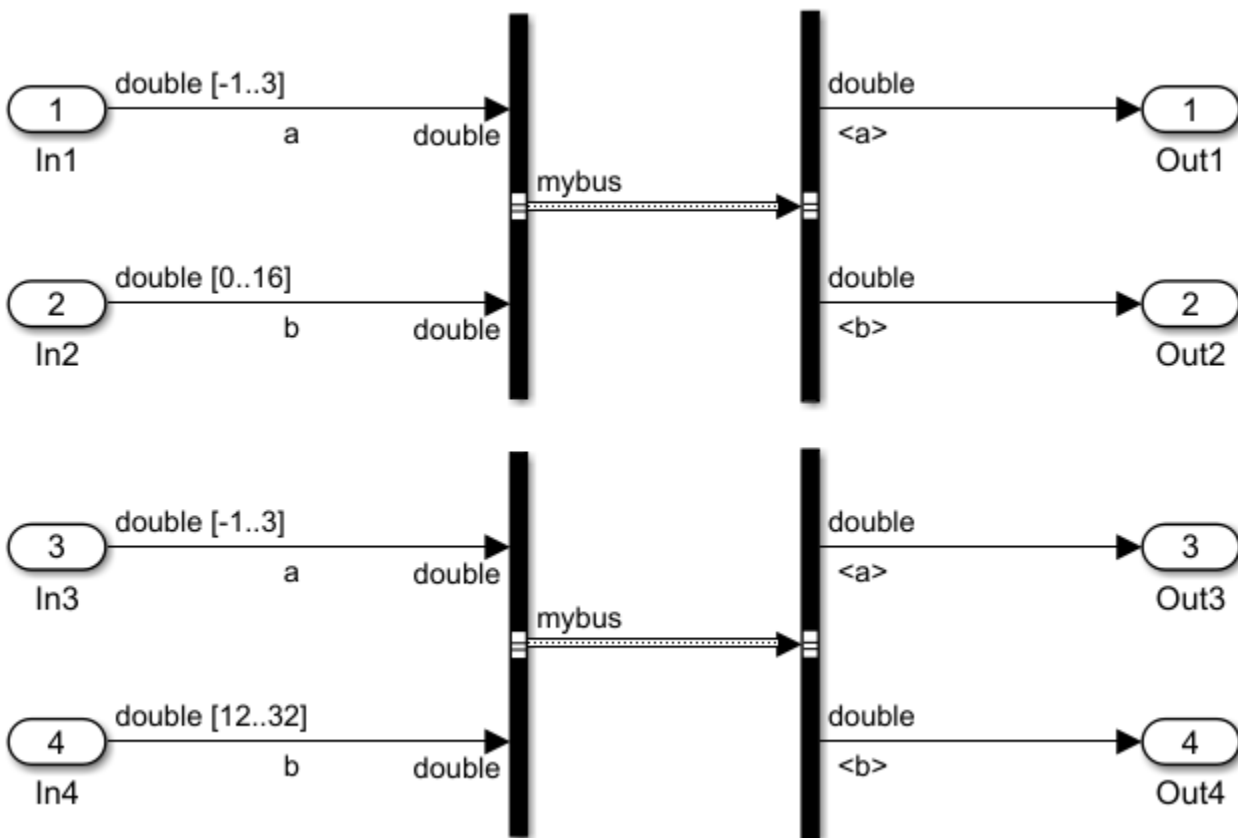 double [-1..3]
double
1
a
double
<a>
1
In1
Out1
mybus
double [0..16]
double
2
b
double
<b>
2
In2
Out2
double [-1..3]
double
3
a
double
<a>
3
In3
Out3
mybus
double [12..32]
double
4
b
double
<b>
4
In4
Out4